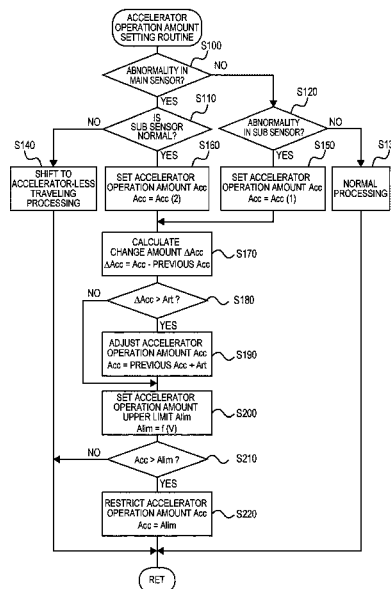 ACCELERATOR
OPERATION AMOUNT
SETTING ROUTINE
S100
ABNORMALITY IN
MAIN SENSOR?
NO
YES
S110
S120
IS
SUB SENSOR
NORMAL?
NO
YES
ABNORMALITY
IN SUB SENSOR?
NO
YES
S140
S160
S150
S13
SHIFT TO
ACCELERATOR-LESS
TRAVELING
PROCESSING
SET ACCELERATOR
OPERATION AMOUNT Acc
Acc = Acc (2)
SET ACCELERATOR
OPERATION AMOUNT Acc
Acc = Acc (1)
NORMAL
PROCESSING
CALCULATE
CHANGE AMOUNT ΔAcc
ΔAcc = Acc - PREVIOUS Acc
S170
NO
ΔAcc > Art ?
S180
YES
ADJUST ACCELERATOR
OPERATION AMOUNT Acc
Acc = PREVIOUS Acc + Art
S190
SET ACCELERATOR
OPERATION AMOUNT
UPPER LIMIT Alim
Alim = f {V}
S200
NO
Acc > Alim ?
S210
YES
RESTRICT ACCELERATOR
OPERATION AMOUNT Acc
Acc = Alim
S220
RET